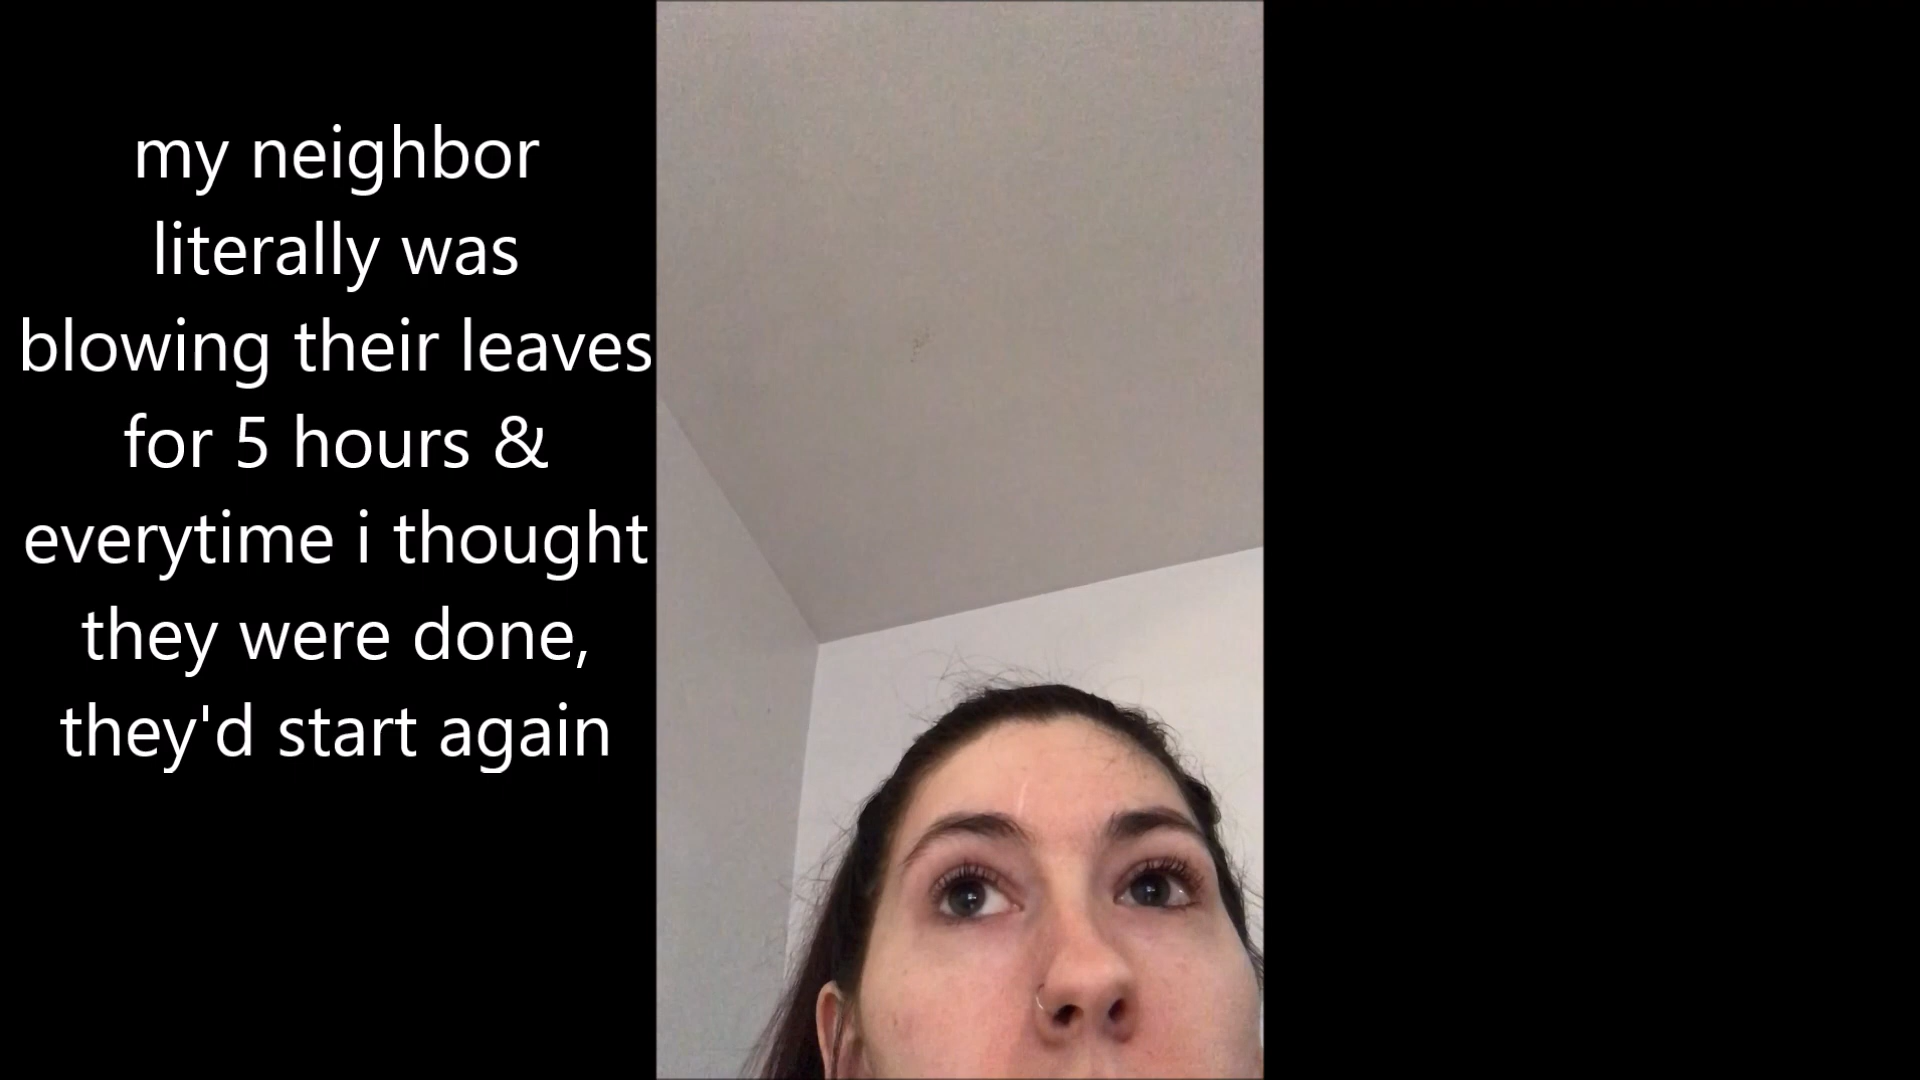 my neighbor
literally was
blowing their leaves
for 5 hours &
everytime i thought
they were done,
they'd start again